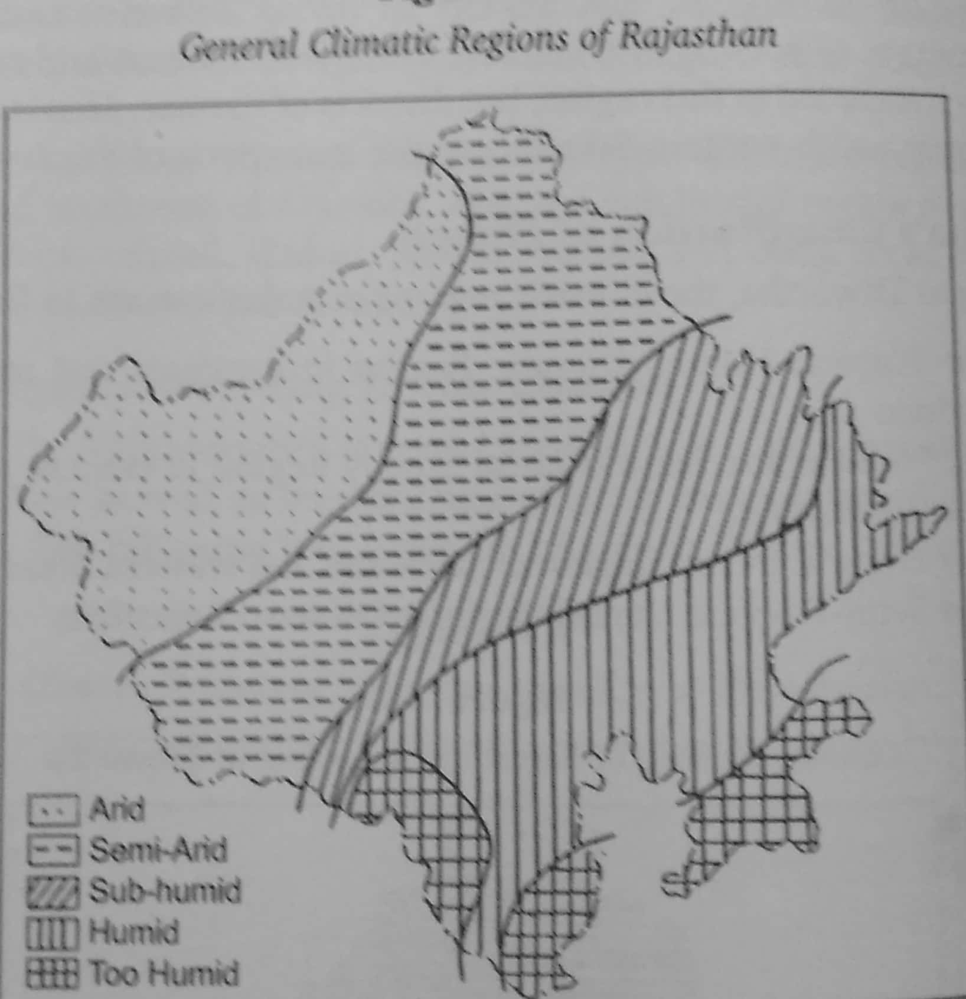 General Climatic Regions of Rajasthan
Arid
Semi-Arid
Sub-humid
Humid
Too Humid